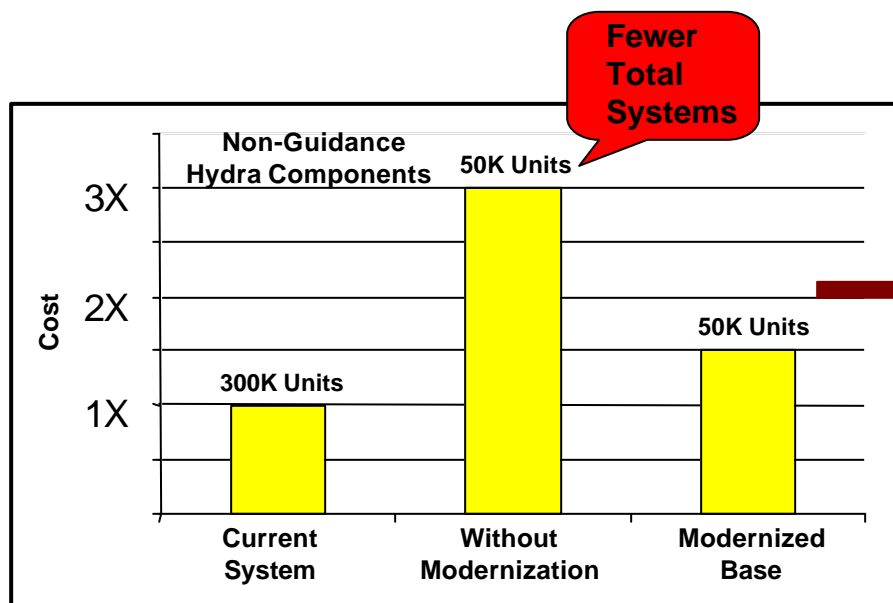 Fewer
Total
Systems
Non-Guidance
Hydra Components
50K Units
3X
2X
50K Units
Cost
300K Units
1X
Current
System
Without
Modernization
Modernized
Base